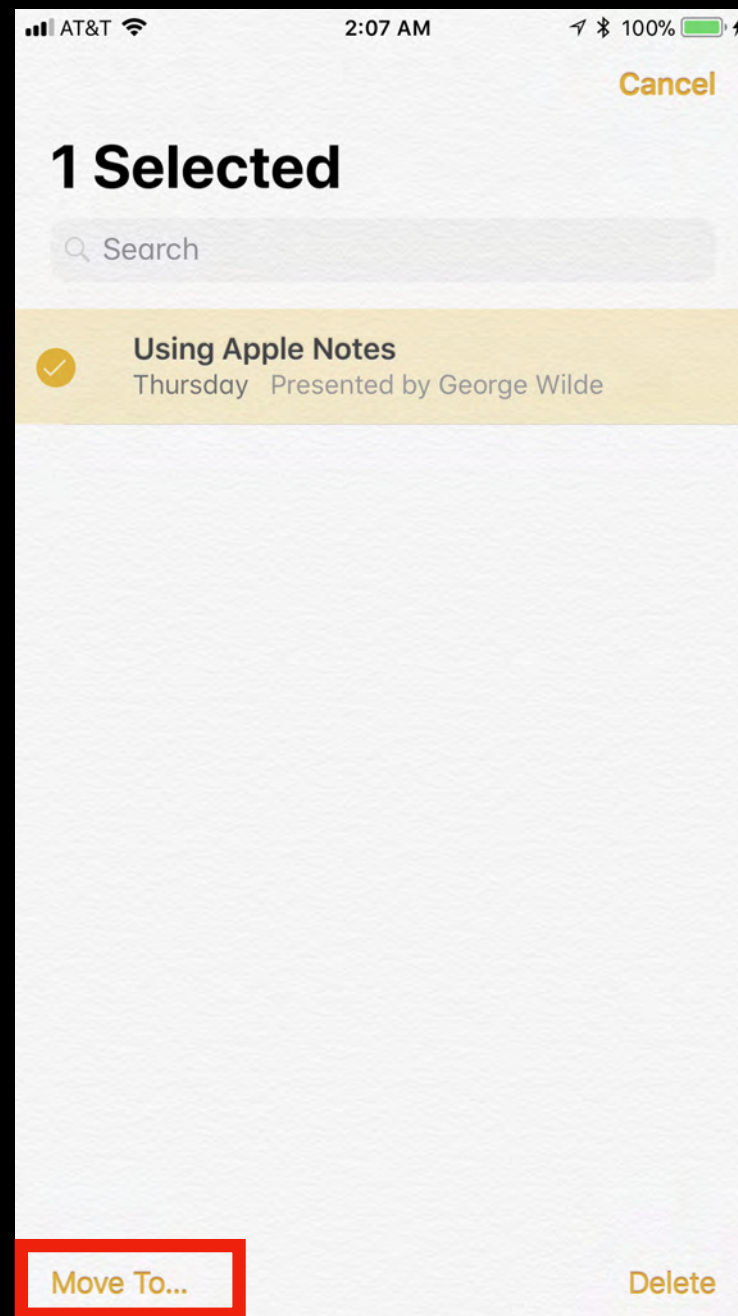 AT&T 2:07 AM 100%
Cancel
1 Selected
Search
Using Apple Notes
Thursday Presented by George Wilde
Move To... Delete